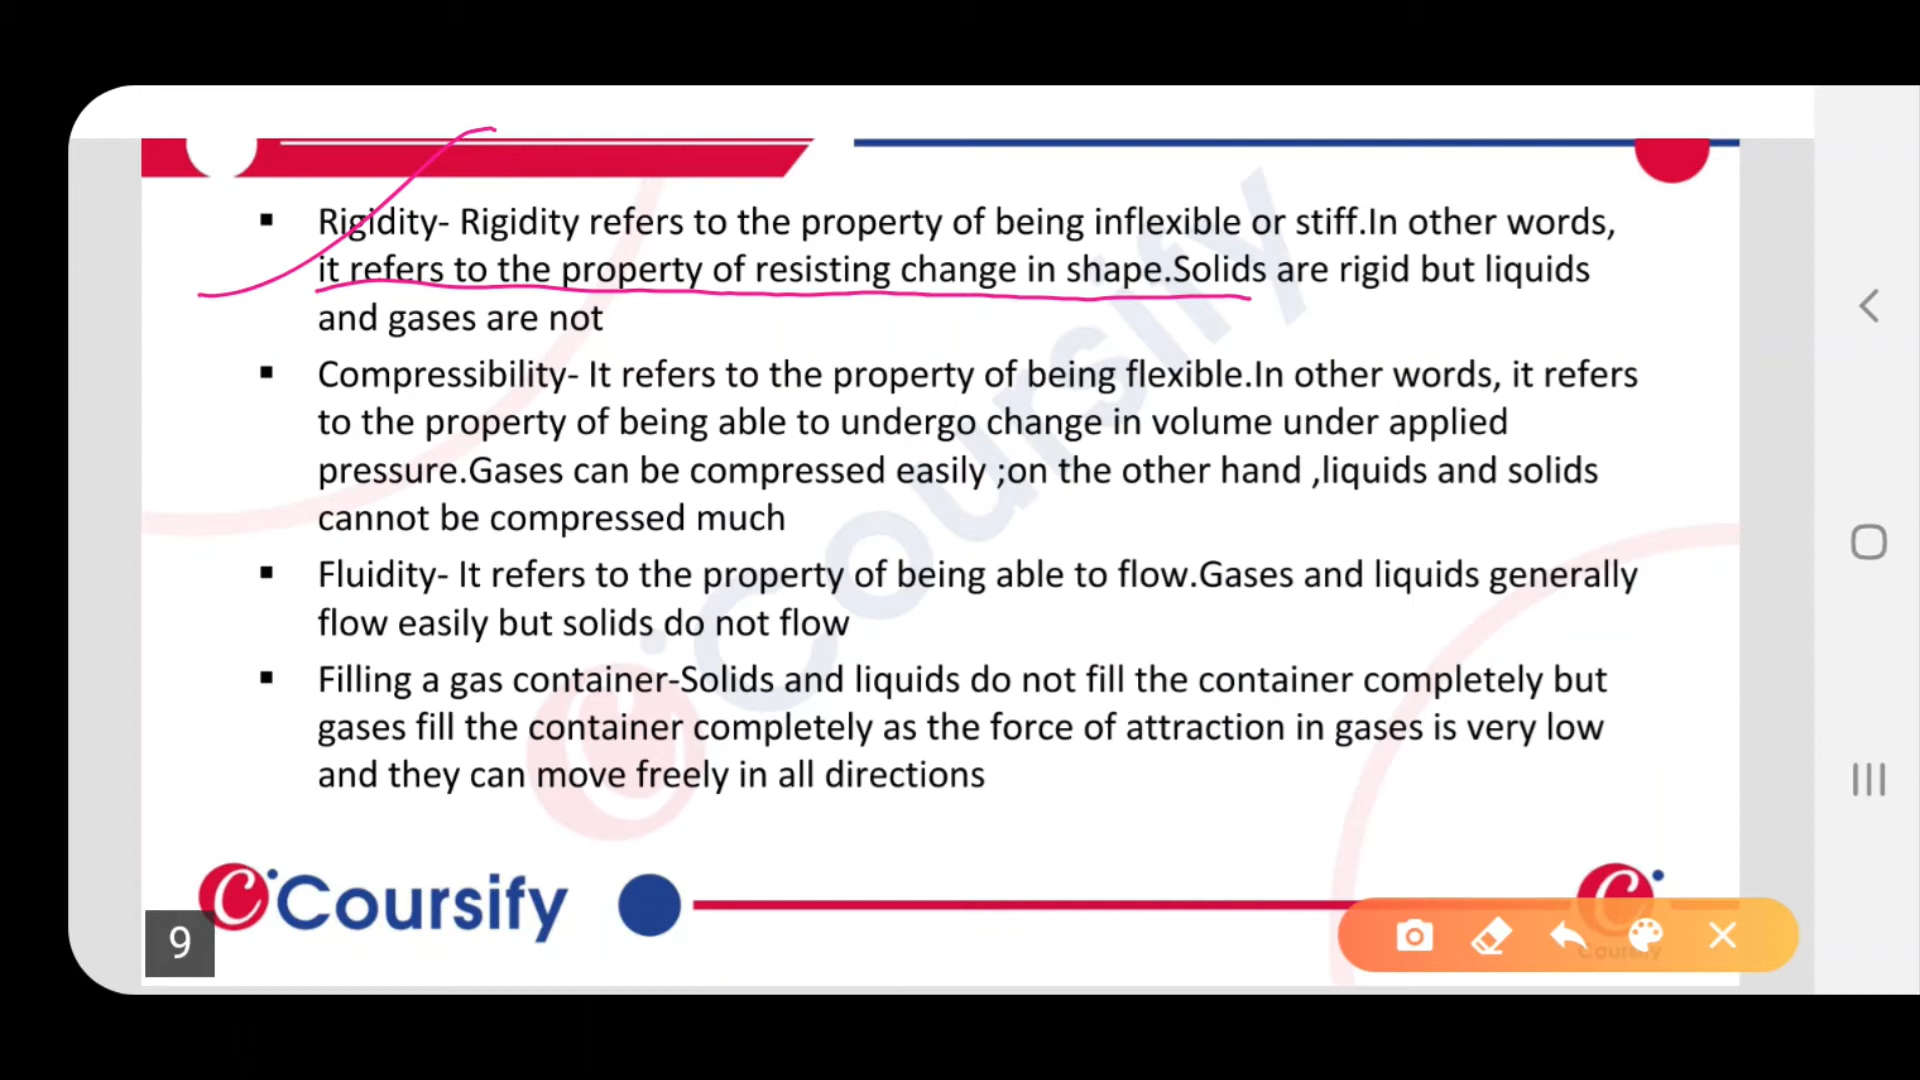 Rigidity- Rigidity refers to the property of being inflexible or stiff.In other words,
it refers to the property of resisting change in shape.Solids are rigid but liquids
and gases are not
Compressibility- It refers to the property of being flexible.In other words, it refers
to the property of being able to undergo change in volume under applied
pressure.Gases can be compressed easily ;on the other hand ,liquids and solids
cannot be compressed much
Fluidity- It refers to the property of being able to flow.Gases and liquids generally
flow easily but solids do not flow
Filling a gas container-Solids and liquids do not fill the container completely but
gases fill the container completely as the force of attraction in gases is very low
and they can move freely in all directions
Coursify
Coursify
Coursify
9